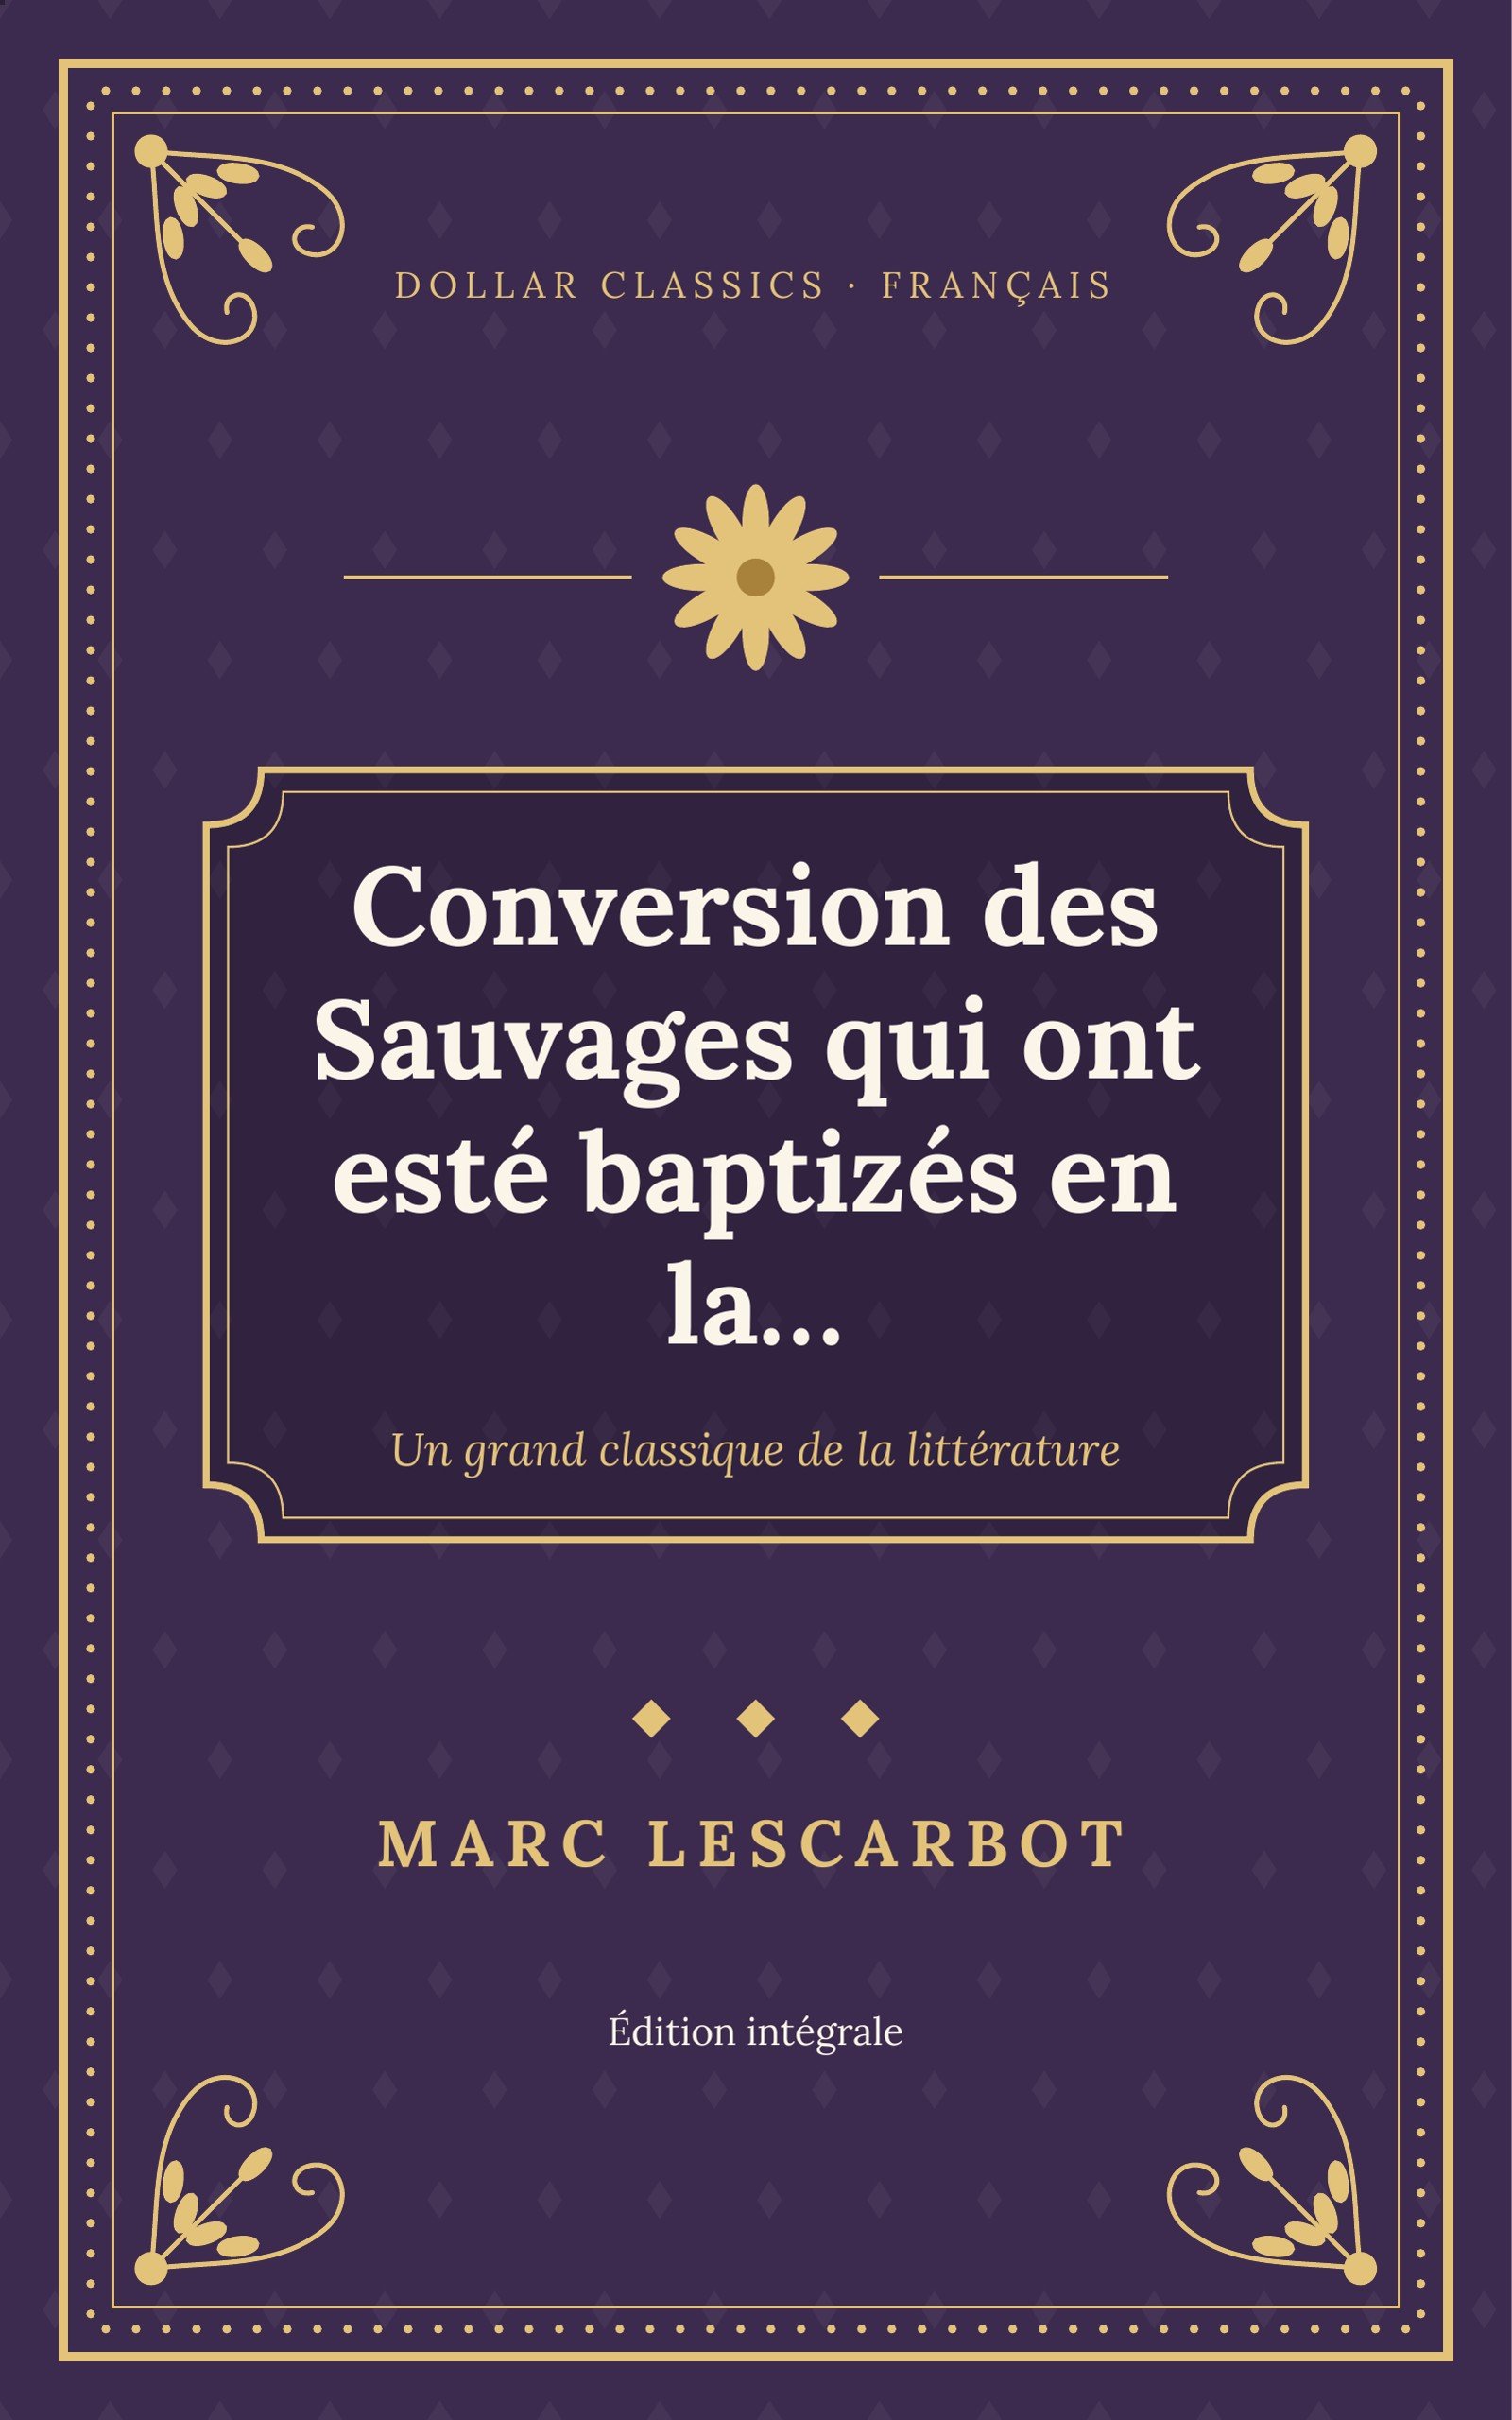 DOLLAR CLASSICS · FRANÇAIS
Conversion des
Sauvages qui ont
esté baptizés en
la...
Un grand classique de la littérature
MARC LESCARBOT
Édition intégrale